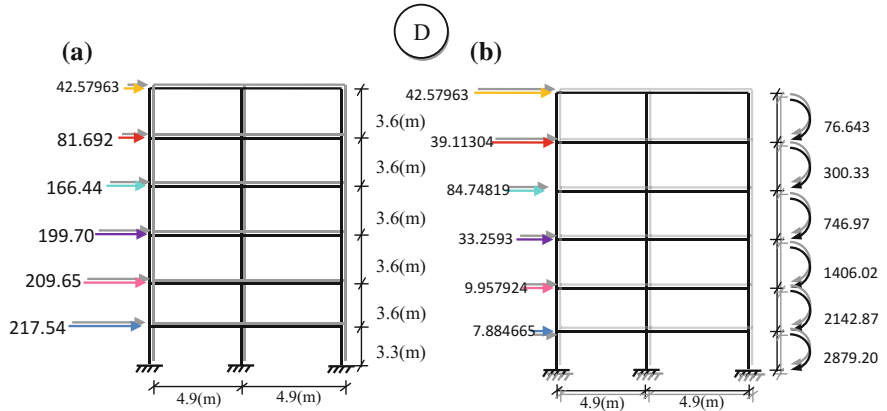 D
(a)
42.57963
81.692
166.44
199.70
209.65
217.54
3.6(m)
3.6(m)
3.6(m)
3.6(m)
3.6(m)
3.3(m)
4.9(m) 4.9(m)
(b)
42.57963
39.11304
84.74819
33.2593
9.957924
7.884665
76.643
300.33
746.97
1406.02
2142.87
2879.20
4.9(m) 4.9(m)